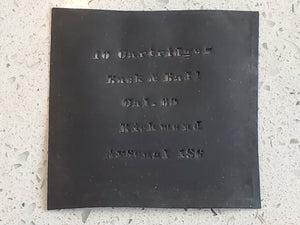 10 Cartridges
Buck & Ball
Cal. 69
Richmond
Arsenal